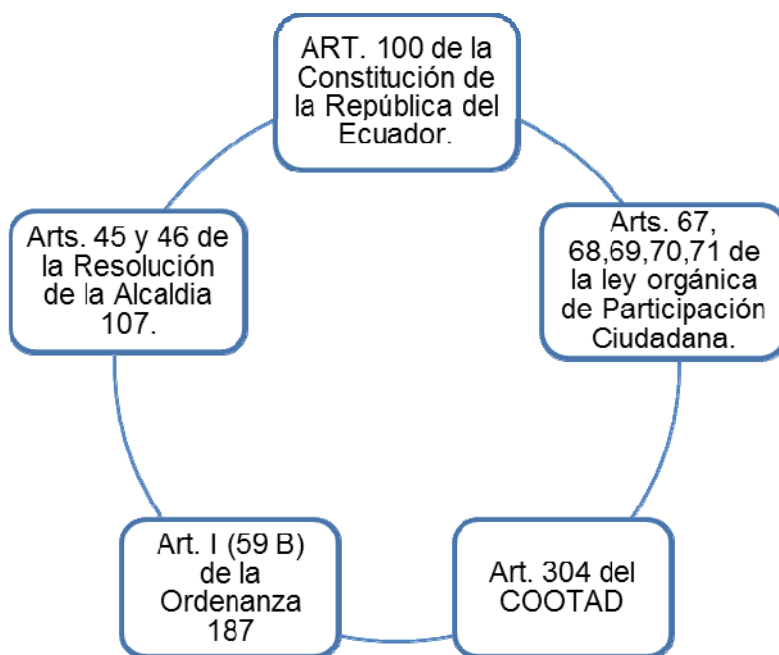 ART. 100 de la
Constitución de
la República del
Ecuador.
Arts. 67,
68,69,70,71 de
la ley orgánica
de Participación
Ciudadana.
Art. 304 del
COOTAD
Art. I (59 B)
de la
Ordenanza
187
Arts. 45 y 46 de
la Resolución
de la Alcaldia
107.